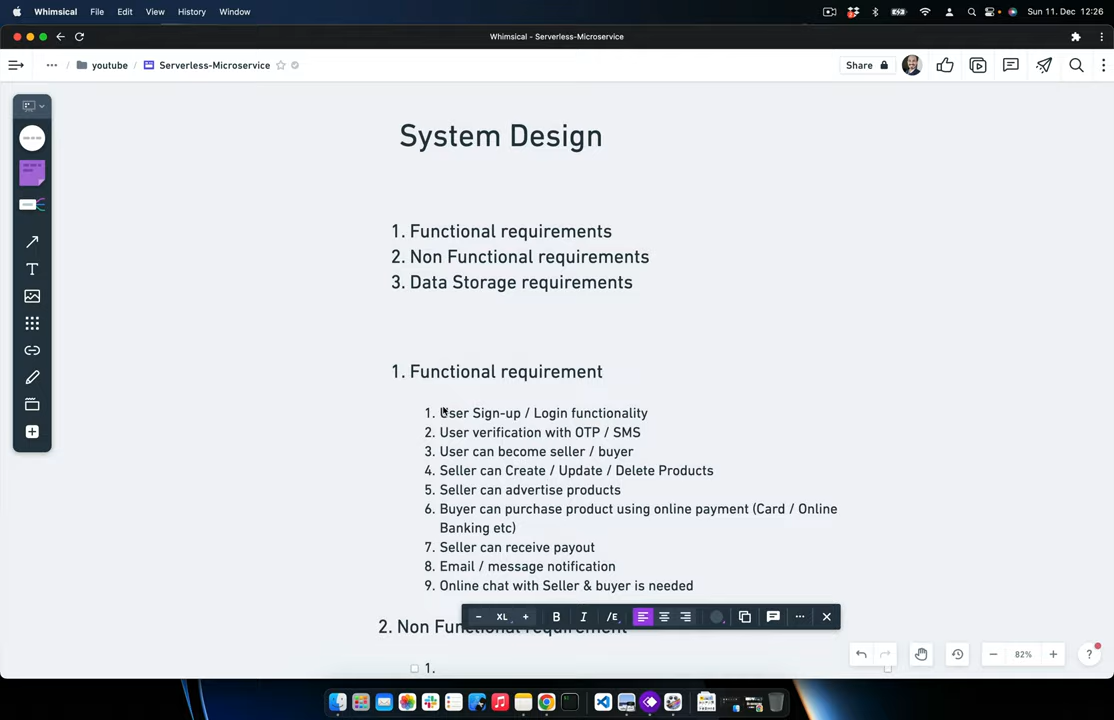 Whimsical File Edit View History Window
Sun 11. Dec 12:26
Whimsical - Serverless-Microservice
youtube / Serverless-Microservice
Share
System Design
1. Functional requirements
2. Non Functional requirements
3. Data Storage requirements
1. Functional requirement
1. User Sign-up / Login functionality
2. User verification with OTP / SMS
3. User can become seller / buyer
4. Seller can Create / Update / Delete Products
5. Seller can advertise products
6. Buyer can purchase product using online payment (Card / Online
Banking etc)
7. Seller can receive payout
8. Email / message notification
9. Online chat with Seller & buyer is needed
− XL + B I /E
2. Non Functional requirement
1.
− 82% + ?